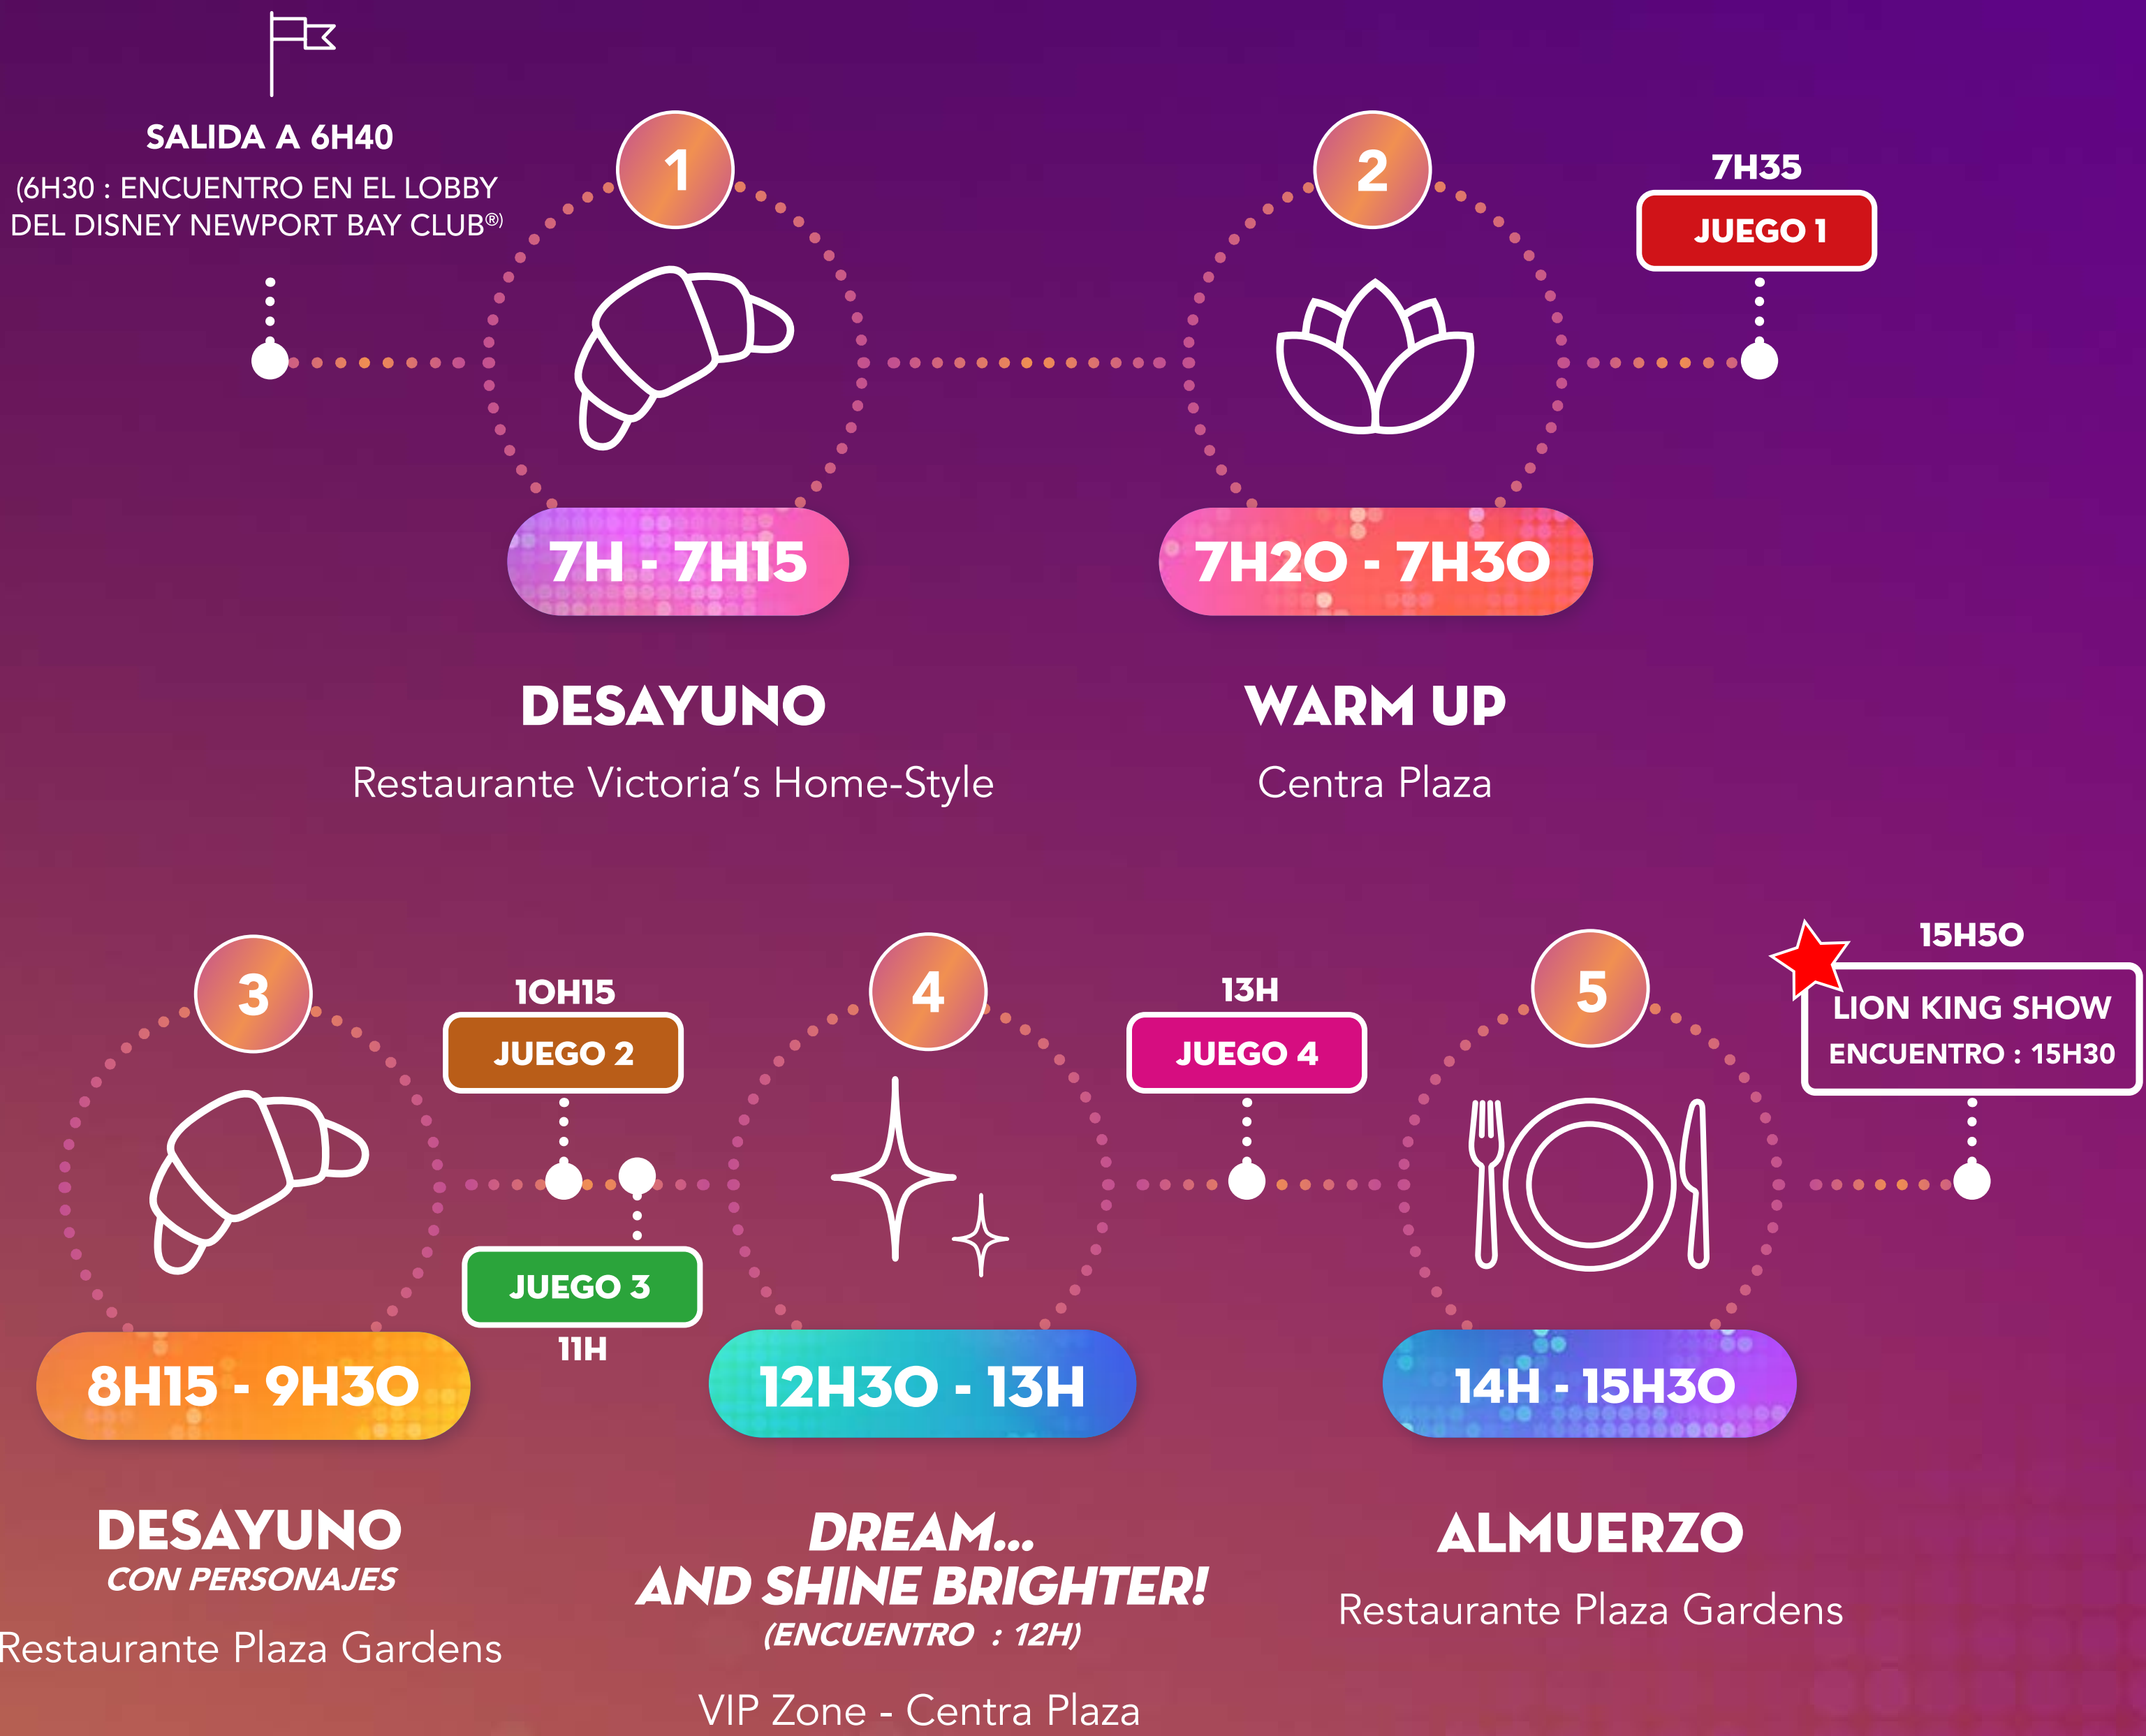 SALIDA A 6H40
(6H30 : ENCUENTRO EN EL LOBBY
DEL DISNEY NEWPORT BAY CLUB®)
1
7H - 7H15
DESAYUNO
Restaurante Victoria’s Home-Style
2
7H20 - 7H30
WARM UP
Centra Plaza
7H35
JUEGO 1
3
8H15 - 9H30
DESAYUNO
CON PERSONAJES
Restaurante Plaza Gardens
10H15
JUEGO 2
JUEGO 3
11H
4
12H30 - 13H
DREAM...
AND SHINE BRIGHTER!
(ENCUENTRO : 12H)
VIP Zone - Centra Plaza
13H
JUEGO 4
5
14H - 15H30
ALMUERZO
Restaurante Plaza Gardens
15H50
LION KING SHOW
ENCUENTRO : 15H30